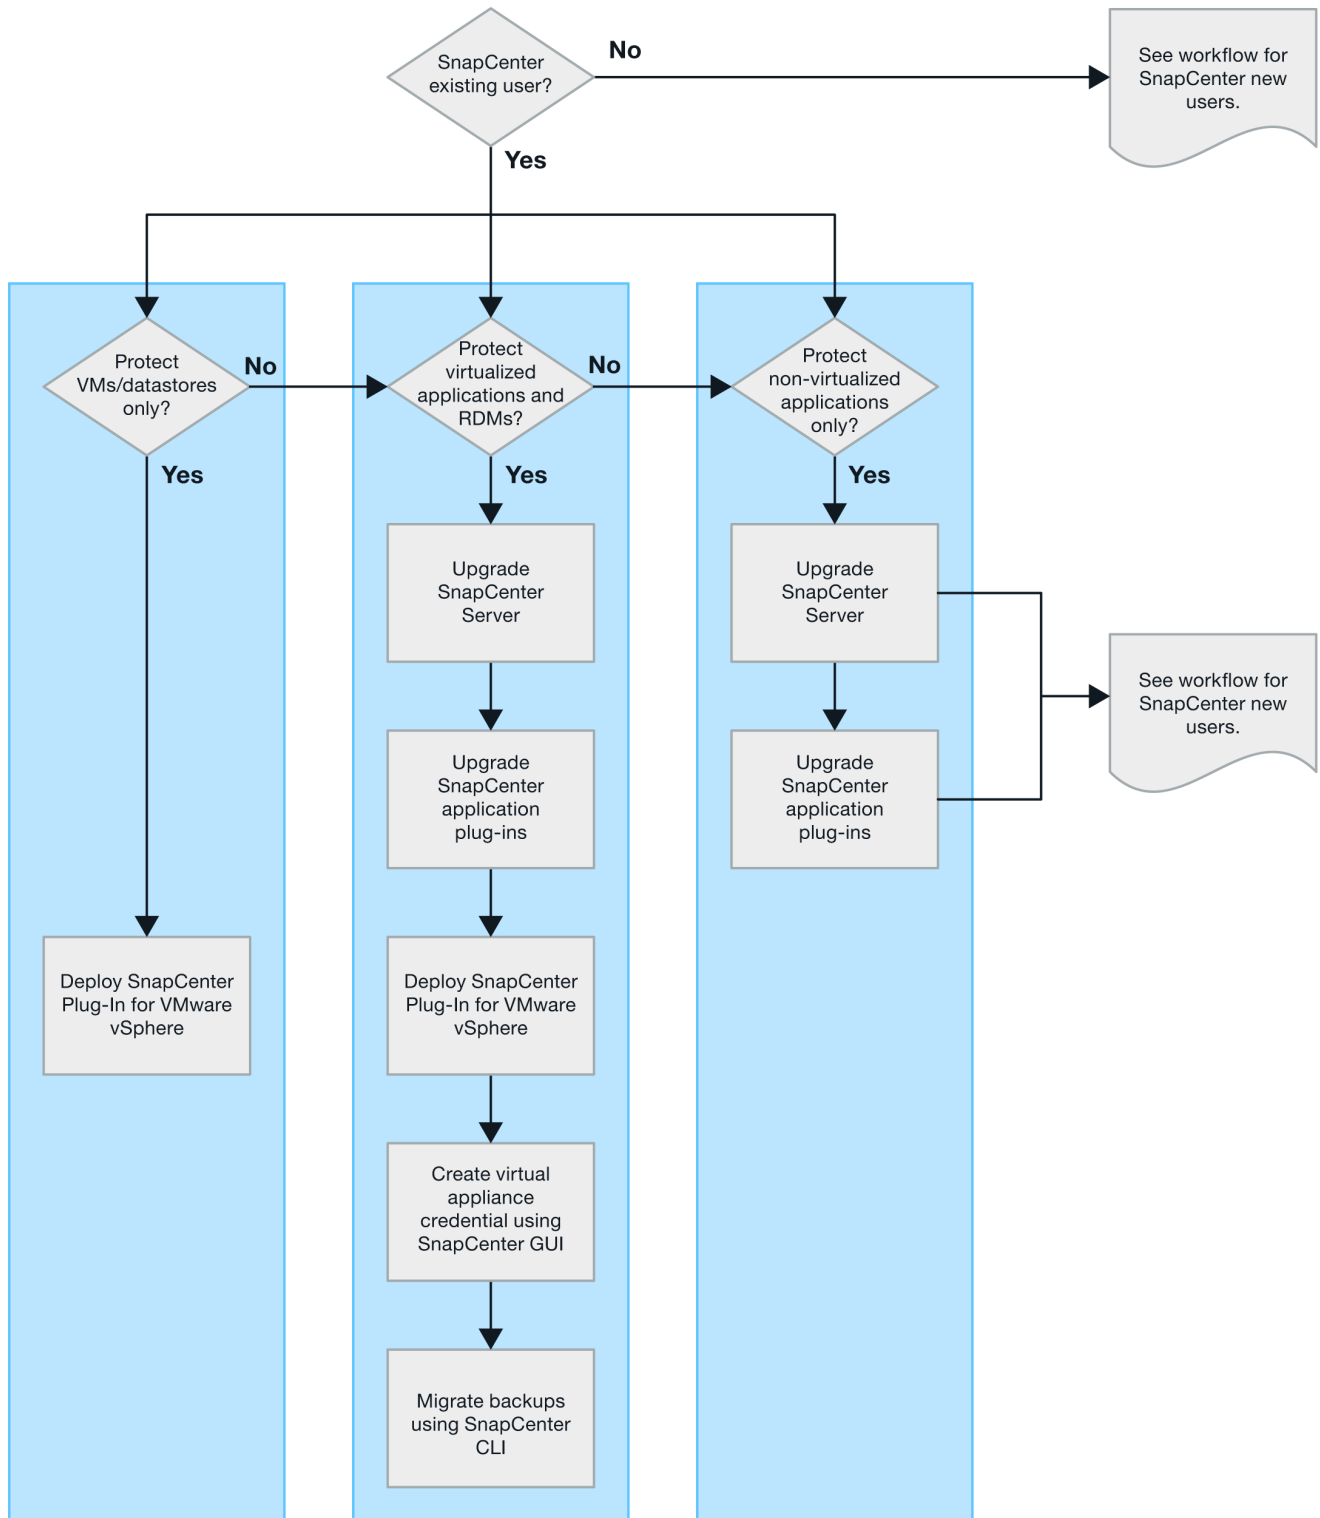 SnapCenter
existing user?
No
See workflow for
SnapCenter new
users.
Yes
Protect
VMs/datastores
only?
No
Yes
Protect
virtualized
applications and
RDMs?
No
Yes
Protect
non-virtualized
applications
only?
Yes
Upgrade
SnapCenter
Server
Upgrade
SnapCenter
Server
See workflow for
SnapCenter new
users.
Upgrade
SnapCenter
application
plug-ins
Upgrade
SnapCenter
application
plug-ins
Deploy SnapCenter
Plug-In for VMware
vSphere
Deploy SnapCenter
Plug-In for VMware
vSphere
Create virtual
appliance
credential using
SnapCenter GUI
Migrate backups
using SnapCenter
CLI